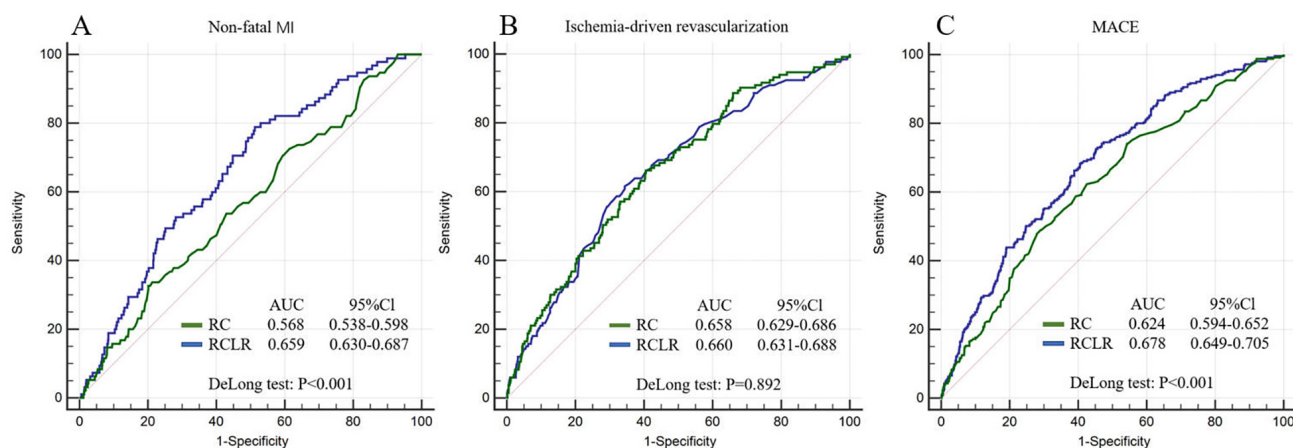 A
Non-fatal MI
100
80
60
40
20
0
Sensitivity
0 20 40 60 80 100
1-Specificity
AUC 95%CI
RC 0.568 0.538-0.598
RCLR 0.659 0.630-0.687
DeLong test: P<0.001
B
Ischemia-driven revascularization
100
80
60
40
20
0
Sensitivity
0 20 40 60 80 100
1-Specificity
AUC 95%CI
RC 0.658 0.629-0.686
RCLR 0.660 0.631-0.688
DeLong test: P=0.892
C
MACE
100
80
60
40
20
0
Sensitivity
0 20 40 60 80 100
1-Specificity
AUC 95%CI
RC 0.624 0.594-0.652
RCLR 0.678 0.649-0.705
DeLong test: P<0.001